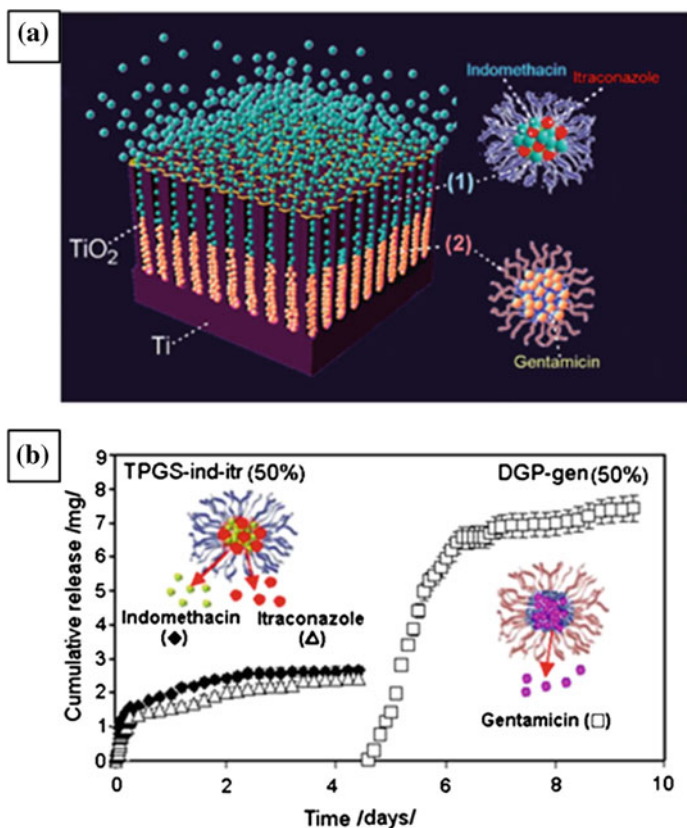 (a)
Indomethacin Itraconazole
(1)
TiO2
(2)
Ti
Gentamicin
(b)
TPGS-ind-itr (50%) DGP-gen (50%)
Indomethacin Itraconazole
(◆) (△)
Gentamicin (□)
Cumulative release /mg/
9
8
7
6
5
4
3
2
1
0
0 2 4 6 8 10
Time /days/